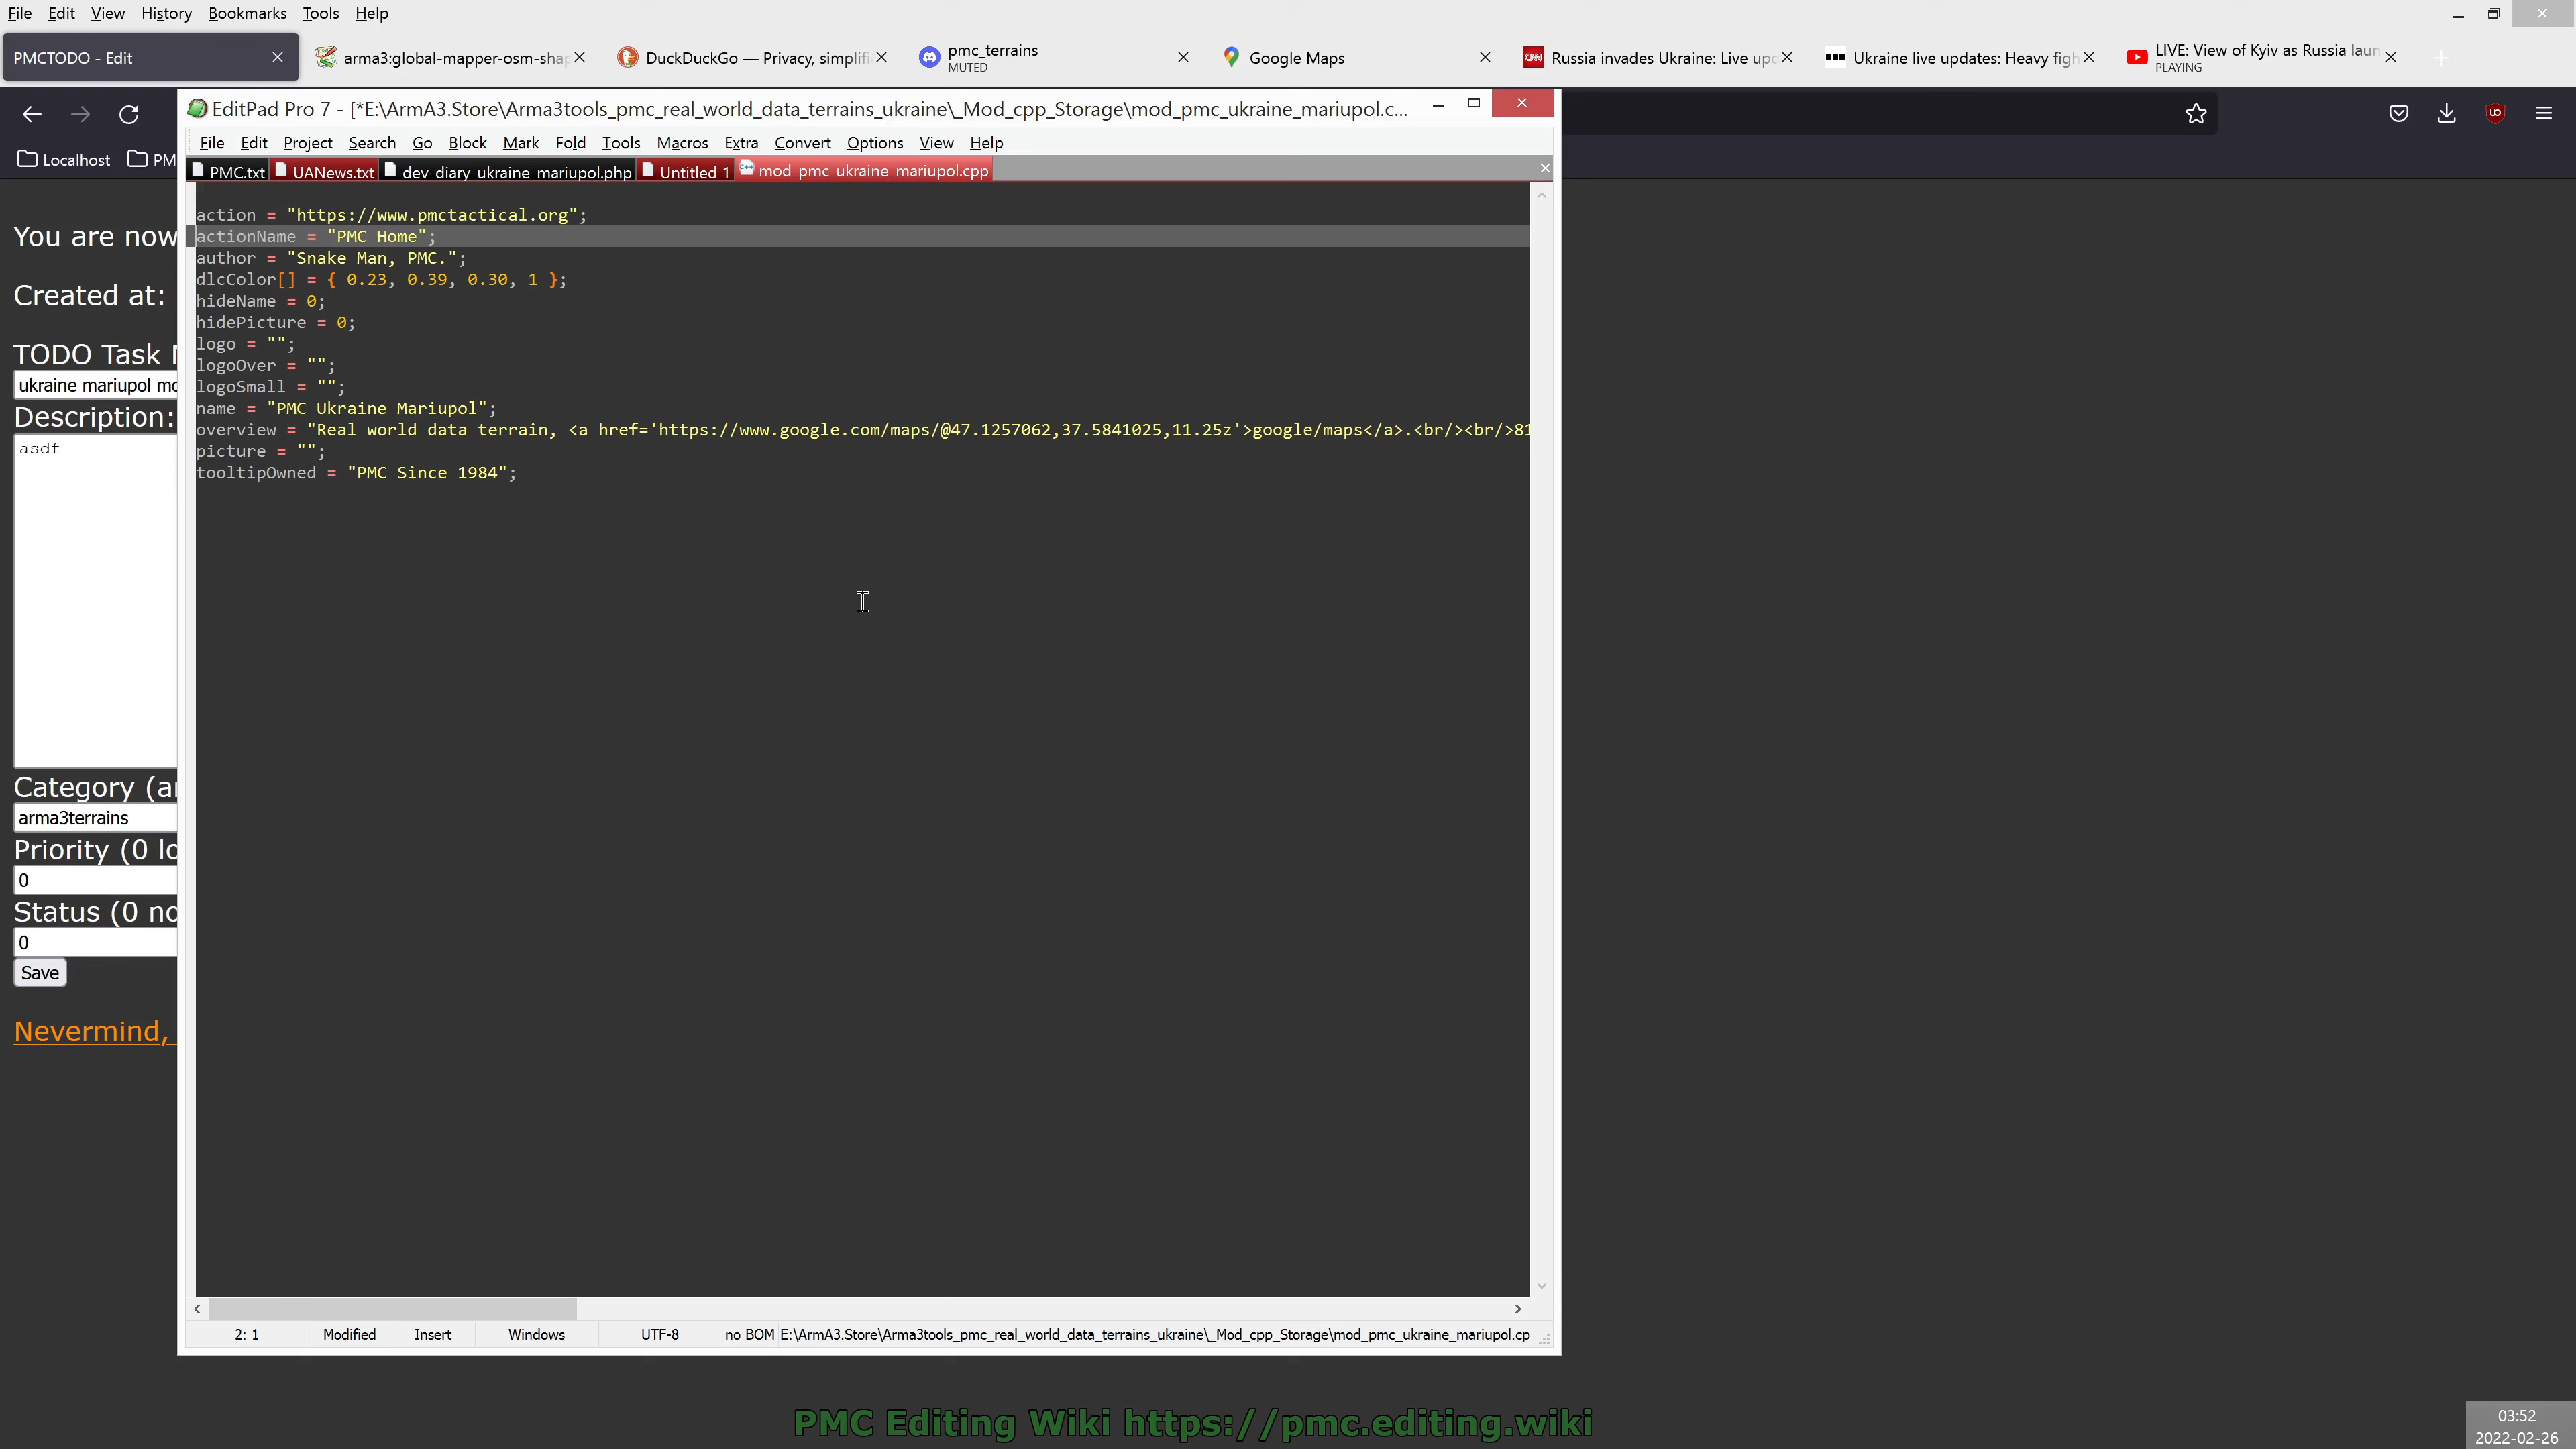 File Edit View History Bookmarks Tools Help
PMCTODO - Edit
arma3:global-mapper-osm-shap
DuckDuckGo — Privacy, simplifi
pmc_terrains
MUTED
Google Maps
CNN
Russia invades Ukraine: Live upd
Ukraine live updates: Heavy figh
LIVE: View of Kyiv as Russia laun
PLAYING
Localhost PM
EditPad Pro 7 - [*E:\ArmA3.Store\Arma3tools_pmc_real_world_data_terrains_ukraine\_Mod_cpp_Storage\mod_pmc_ukraine_mariupol.c...
File Edit Project Search Go Block Mark Fold Tools Macros Extra Convert Options View Help
PMC.txt UANews.txt dev-diary-ukraine-mariupol.php Untitled 1 mod_pmc_ukraine_mariupol.cpp
action = "https://www.pmctactical.org";
actionName = "PMC Home";
author = "Snake Man, PMC.";
dlcColor[] = { 0.23, 0.39, 0.30, 1 };
hideName = 0;
hidePicture = 0;
logo = "";
logoOver = "";
logoSmall = "";
name = "PMC Ukraine Mariupol";
overview = "Real world data terrain, <a href='https://www.google.com/maps/@47.1257062,37.5841025,11.25z'>google/maps</a>.<br/><br/>81
picture = "";
tooltipOwned = "PMC Since 1984";
You are now
Created at:
TODO Task
ukraine mariupol mo
Description:
asdf
Category (ar
arma3terrains
Priority (0 lo
0
Status (0 no
0
Save
Nevermind,
2: 1 Modified Insert Windows UTF-8 no BOM E:\ArmA3.Store\Arma3tools_pmc_real_world_data_terrains_ukraine\_Mod_cpp_Storage\mod_pmc_ukraine_mariupol.cp
PMC Editing Wiki https://pmc.editing.wiki
03:52
2022-02-26